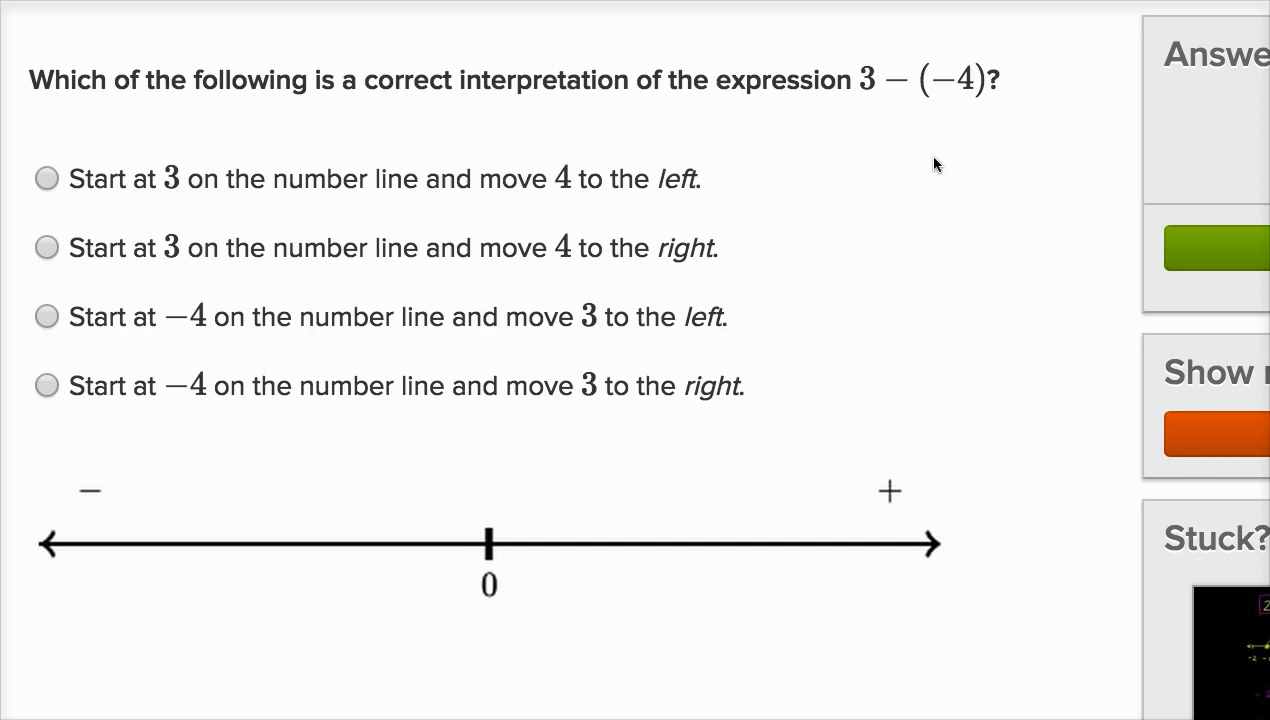 Which of the following is a correct interpretation of the expression 3 − (−4)?
Start at 3 on the number line and move 4 to the left.
Start at 3 on the number line and move 4 to the right.
Start at −4 on the number line and move 3 to the left.
Start at −4 on the number line and move 3 to the right.
− +
0
Answe
Show
Stuck?